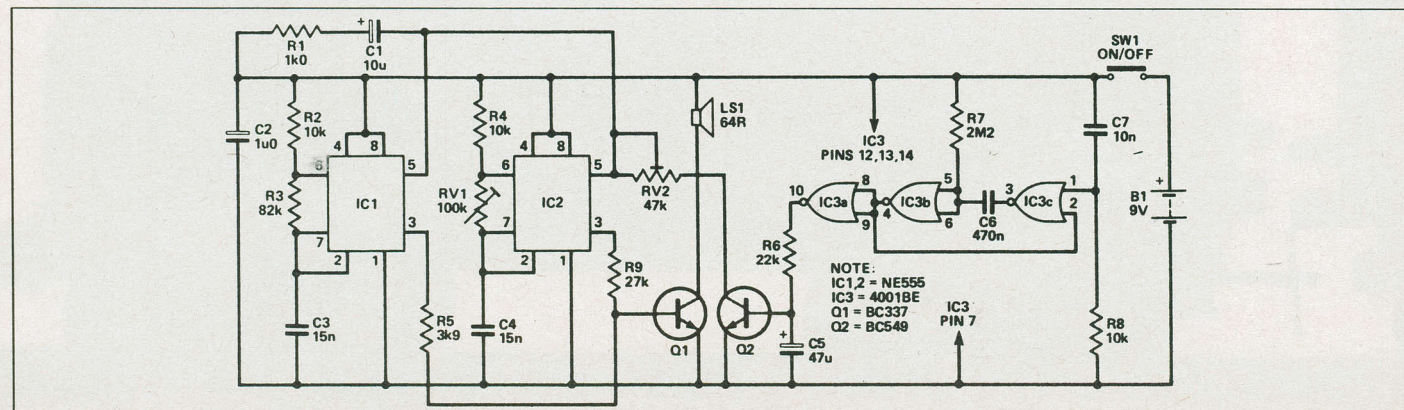 R1
1k0
+
C1
10u
SW1
ON/OFF
C2
1u0
R2
10k
4
8
6
5
R3
82k
IC1
7
3
2
1
C3
15n
R5
3k9
R4
10k
4
8
6
5
RV1
100k
IC2
7
3
2
1
C4
15n
R9
27k
LS1
64R
RV2
47k
Q1
Q2
IC3
PINS 12,13,14
R7
2M2
C7
10n
10
IC3a
8
9
4
IC3b
5
6
C6
470n
3
IC3c
1
2
+
B1
9V
R6
22k
+
C5
47u
NOTE:
IC1,2 = NE555
IC3 = 4001BE
Q1 = BC337
Q2 = BC549
IC3
PIN 7
R8
10k